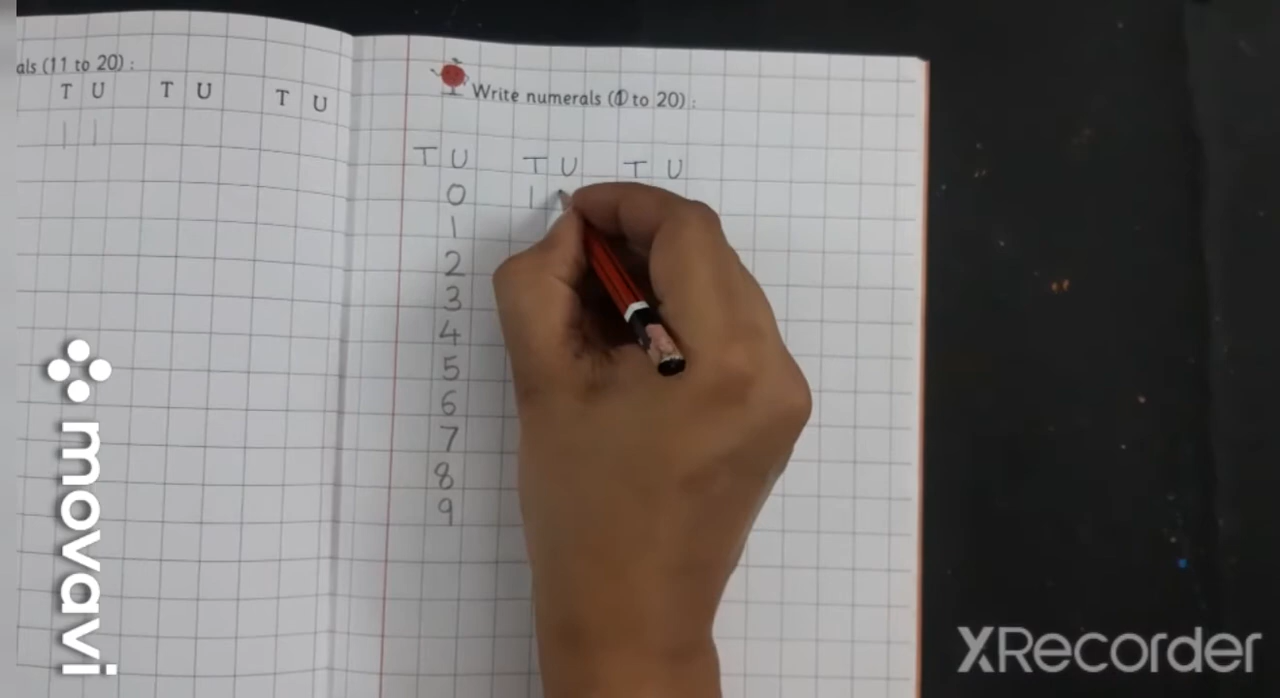 als (11 to 20) :
T U T U T U
1 1
Write numerals (0 to 20) :
T U T U T U
0 1
1
2
3
4
5
6
7
8
9
movavi
XRecorder